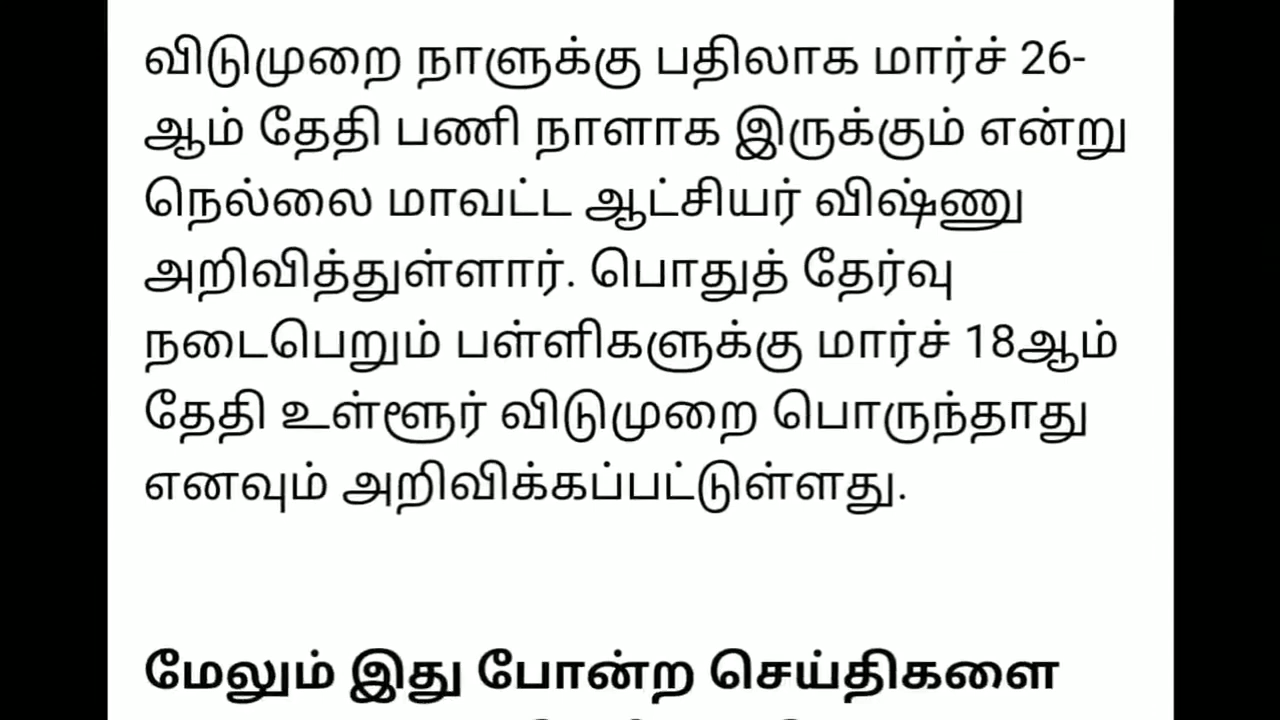 விடுமுறை நாளுக்கு பதிலாக மார்ச் 26-
ஆம் தேதி பணி நாளாக இருக்கும் என்று
நெல்லை மாவட்ட ஆட்சியர் விஷ்ணு
அறிவித்துள்ளார். பொதுத் தேர்வு
நடைபெறும் பள்ளிகளுக்கு மார்ச் 18ஆம்
தேதி உள்ளூர் விடுமுறை பொருந்தாது
எனவும் அறிவிக்கப்பட்டுள்ளது.
மேலும் இது போன்ற செய்திகளை